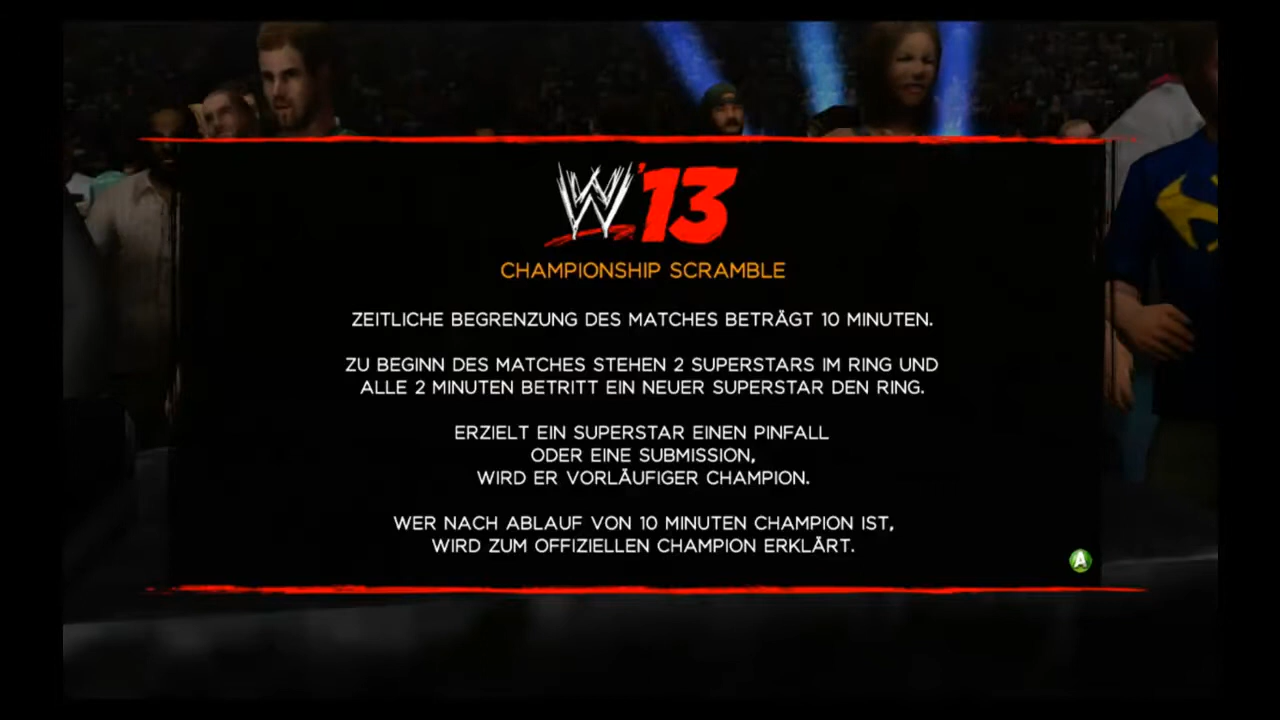 W'13
CHAMPIONSHIP SCRAMBLE
ZEITLICHE BEGRENZUNG DES MATCHES BETRÄGT 10 MINUTEN.
ZU BEGINN DES MATCHES STEHEN 2 SUPERSTARS IM RING UND
ALLE 2 MINUTEN BETRITT EIN NEUER SUPERSTAR DEN RING.
ERZIELT EIN SUPERSTAR EINEN PINFALL
ODER EINE SUBMISSION,
WIRD ER VORLÄUFIGER CHAMPION.
WER NACH ABLAUF VON 10 MINUTEN CHAMPION IST,
WIRD ZUM OFFIZIELLEN CHAMPION ERKLÄRT.
A